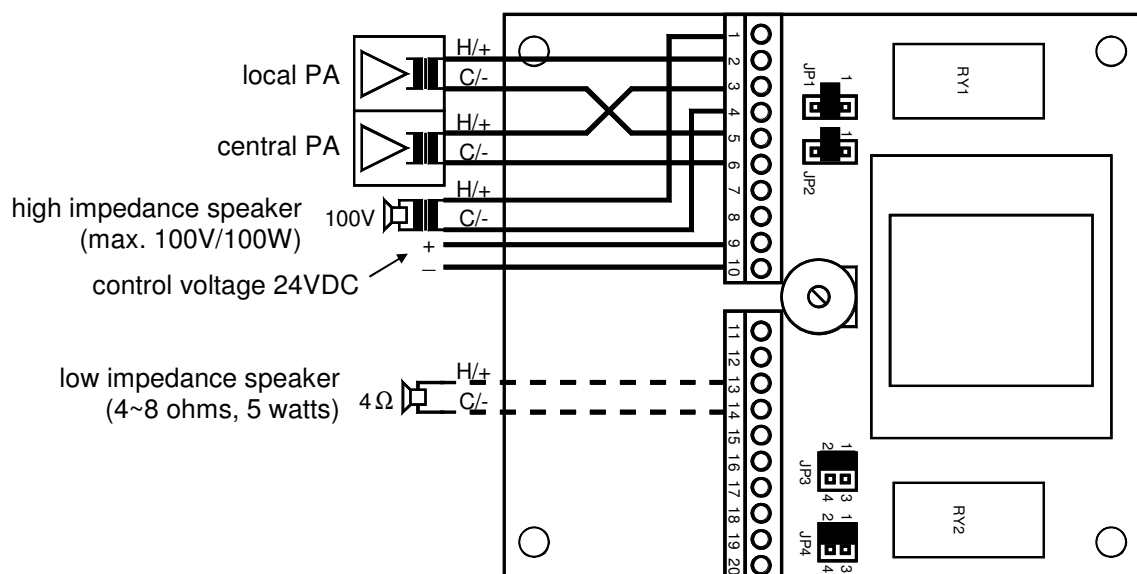 local PA
H/+
C/-
central PA
H/+
C/-
high impedance speaker
(max. 100V/100W)
100V
H/+
C/-
+
–
control voltage 24VDC
low impedance speaker
(4~8 ohms, 5 watts)
4Ω
H/+
C/-
1
2
3
4
5
6
7
8
9
10
11
12
13
14
15
16
17
18
19
20
JP1
1
JP2
1
RY1
JP3
2 1
4 3
JP4
2 1
4 3
RY2